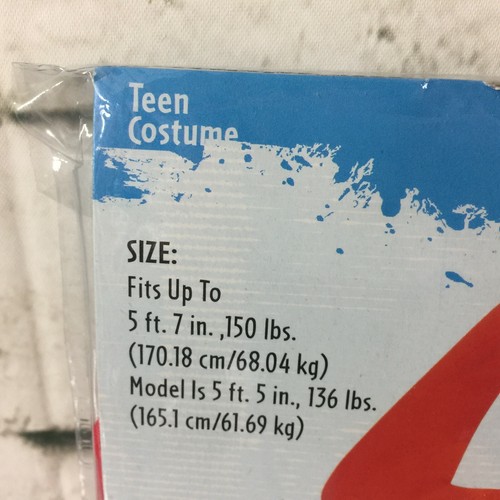 Teen
Costume
SIZE:
Fits Up To
5 ft. 7 in. ,150 lbs.
(170.18 cm/68.04 kg)
Model Is 5 ft. 5 in., 136 lbs.
(165.1 cm/61.69 kg)